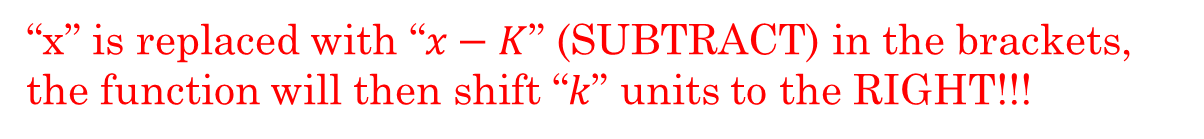 “x” is replaced with “x − K” (SUBTRACT) in the brackets,
the function will then shift “k” units to the RIGHT!!!